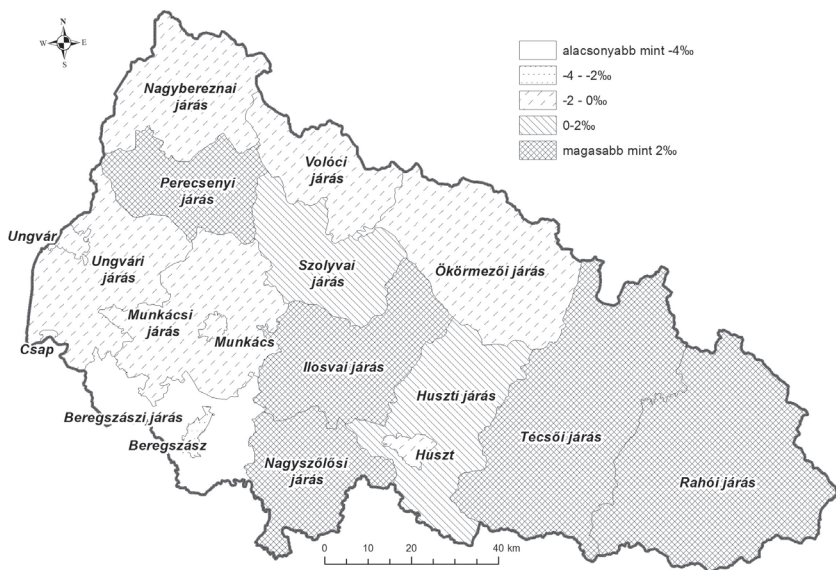 N
W E
S
alacsonyabb mint -4‰
-4 - -2‰
-2 - 0‰
0-2‰
magasabb mint 2‰
Nagybereznai
járás
Volóci
járás
Perecsenyi
járás
Ungvár
Ungvári
járás
Szolyvai
járás
Ökörmezői járás
Munkácsi
járás
Munkács
Csap
Ilosvai járás
Huszti járás
Beregszászi járás
Beregszász
Técsői járás
Huszt
Nagyszőlősi
járás
Rahói járás
0 10 20 40 km